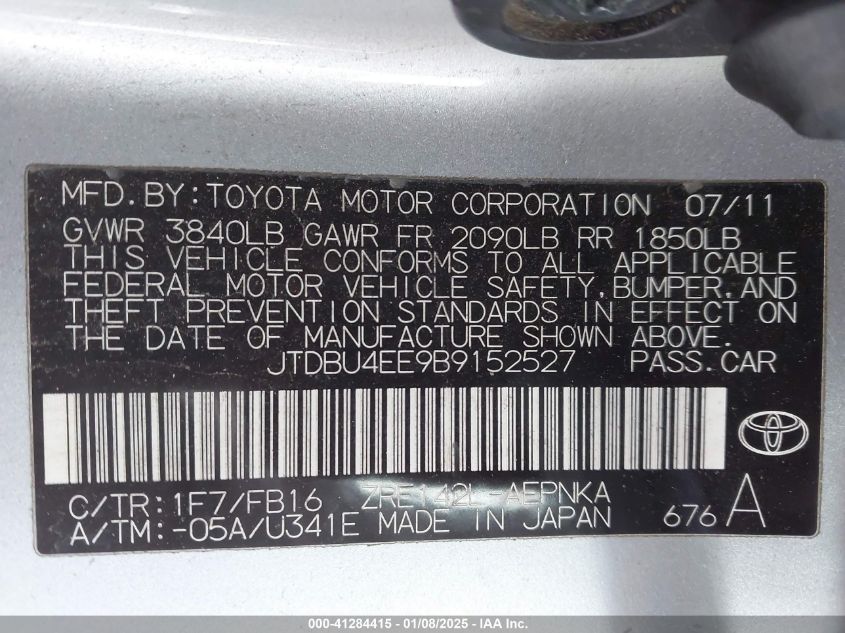 MFD. BY: TOYOTA MOTOR CORPORATION 07/11
GVWR 3840LB GAWR FR 2090LB RR 1850LB
THIS VEHICLE CONFORMS TO ALL APPLICABLE
FEDERAL MOTOR VEHICLE SAFETY, BUMPER, AND
THEFT PREVENTION STANDARDS IN EFFECT ON
THE DATE OF MANUFACTURE SHOWN ABOVE.
JTDBU4EE9B9152527 PASS. CAR
C/TR: 1F7/FB16 ZRE142L-AEPNKA
A/TM: -05A/U341E MADE IN JAPAN 676 A
000-41284415 - 01/08/2025 - IAA Inc.